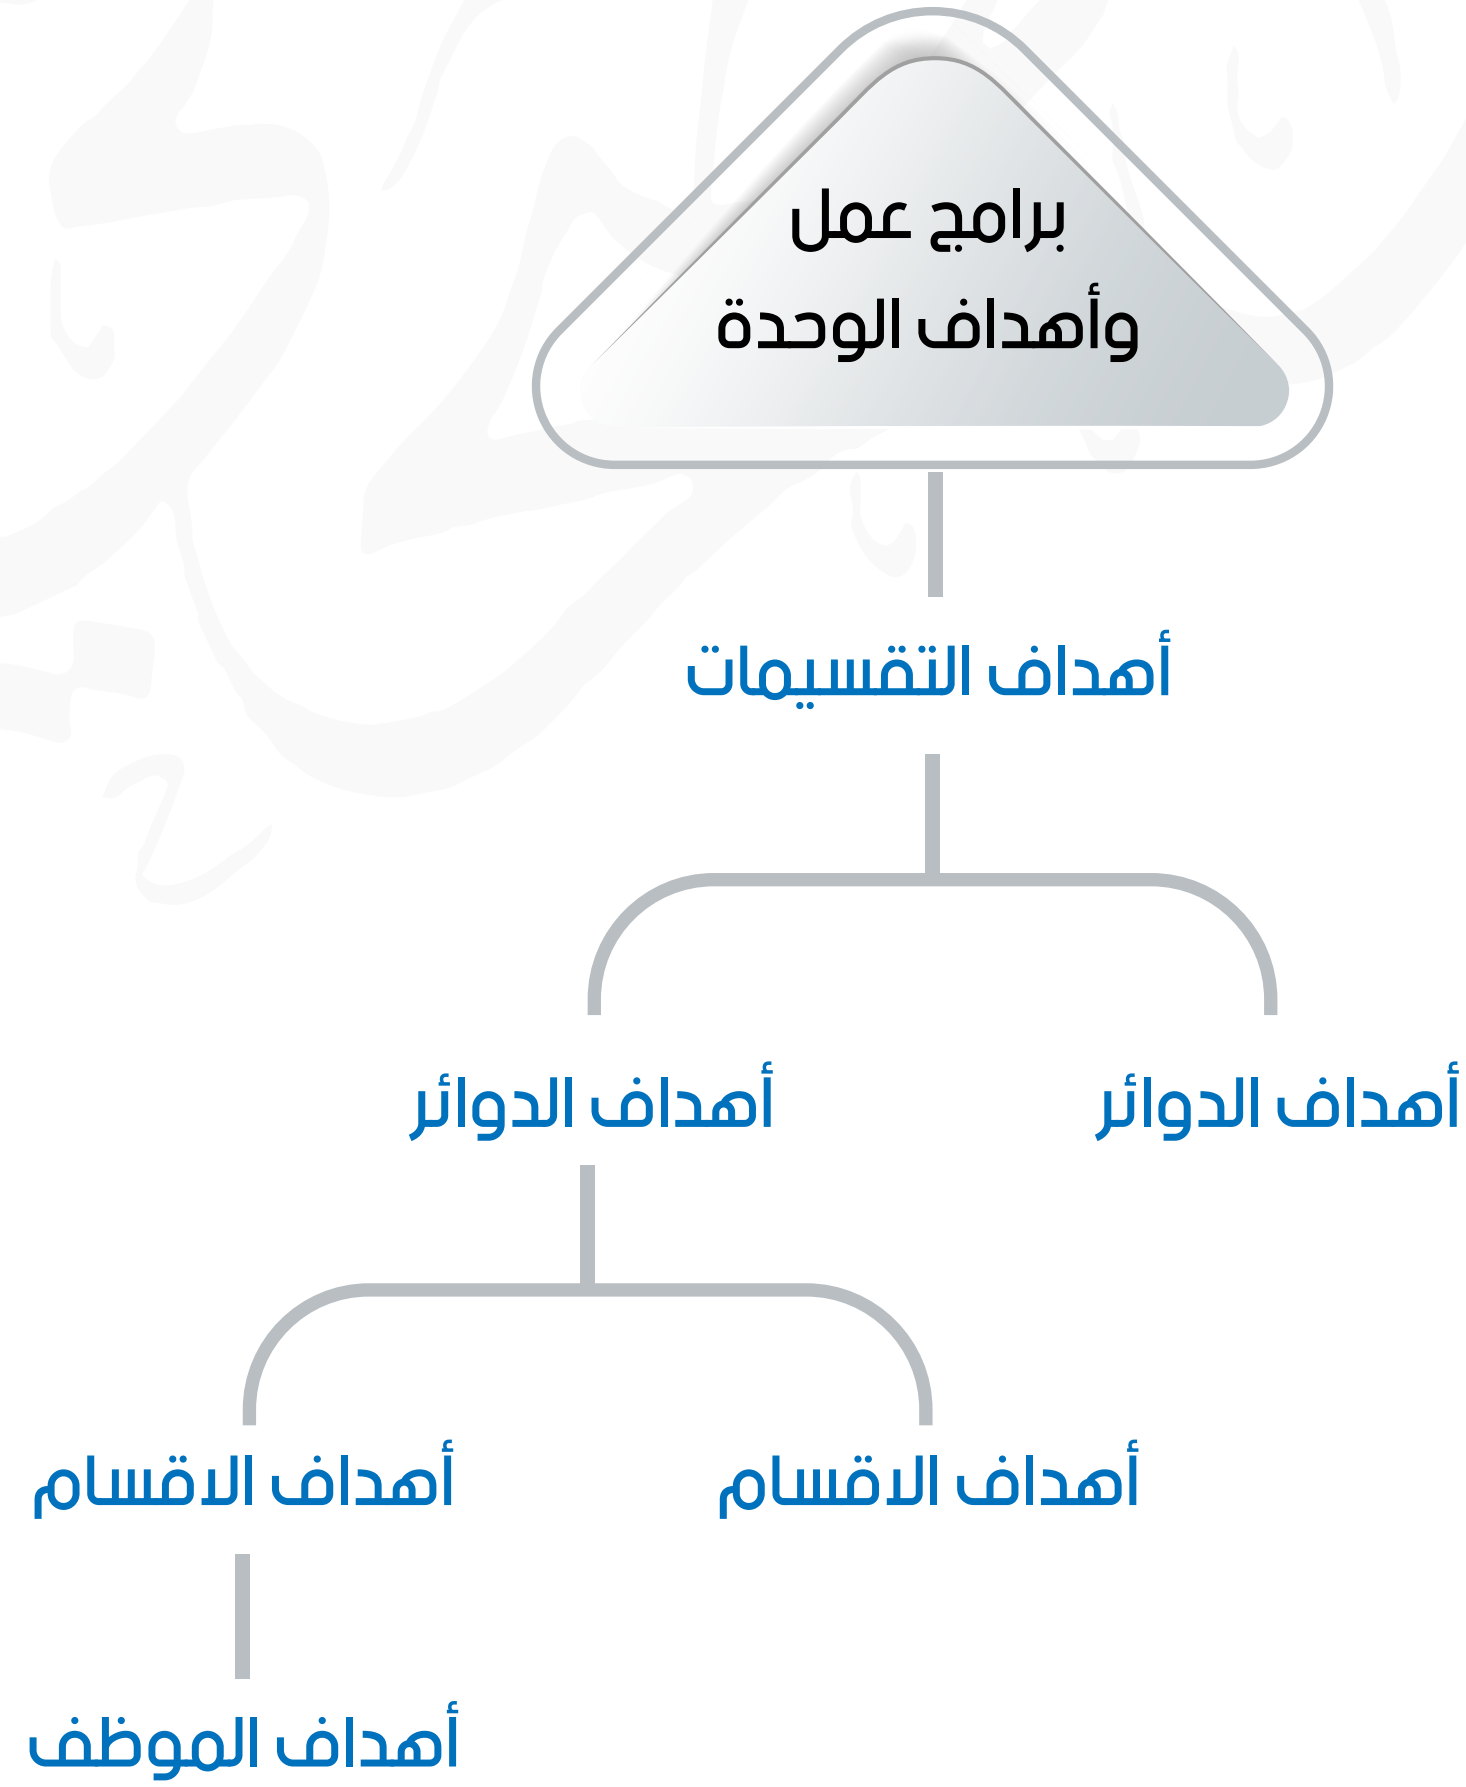 برامج عمل
وأهداف الوحدة
أهداف التقسيمات
أهداف الدوائر
أهداف الدوائر
أهداف الاقسام
أهداف الاقسام
أهداف الموظف